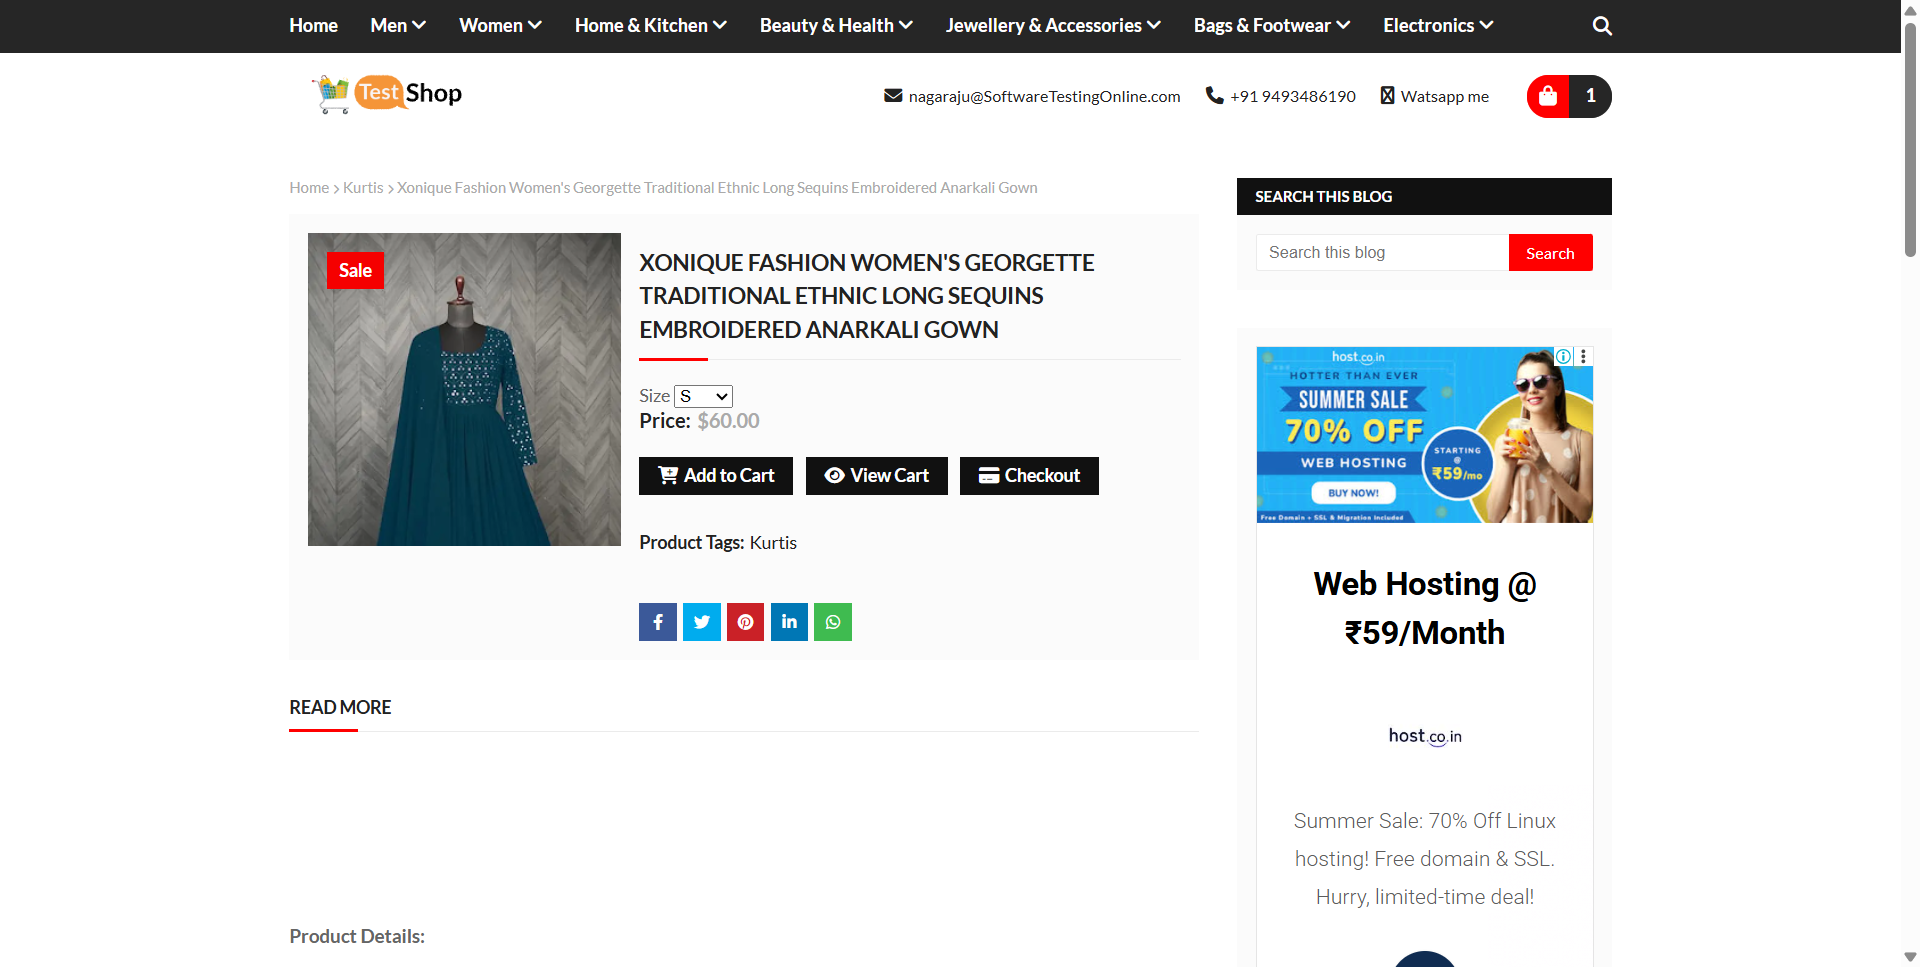 Home Men Women Home & Kitchen Beauty & Health Jewellery & Accessories Bags & Footwear Electronics
Test Shop
nagaraju@SoftwareTestingOnline.com +91 9493486190 Watsapp me 1
Home > Kurtis > Xonique Fashion Women's Georgette Traditional Ethnic Long Sequins Embroidered Anarkali Gown
Sale
XONIQUE FASHION WOMEN'S GEORGETTE
TRADITIONAL ETHNIC LONG SEQUINS
EMBROIDERED ANARKALI GOWN
Size S
Price: $60.00
Add to Cart View Cart Checkout
Product Tags: Kurtis
READ MORE
Product Details:
SEARCH THIS BLOG
Search this blog Search
host.co.in
HOTTER THAN EVER
SUMMER SALE
70% OFF
WEB HOSTING
STARTING
@
₹59/mo
BUY NOW!
Free Domain + SSL & Migration Included
Web Hosting @
₹59/Month
host.co.in
Summer Sale: 70% Off Linux
hosting! Free domain & SSL.
Hurry, limited-time deal!